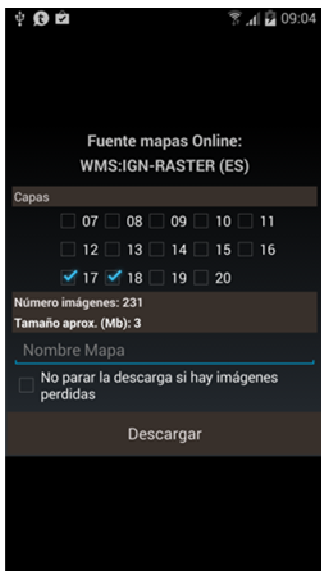 09:04
Fuente mapas Online:
WMS:IGN-RASTER (ES)
Capas
07 08 09 10 11
12 13 14 15 16
17 18 19 20
Número imágenes: 231
Tamaño aprox. (Mb): 3
Nombre Mapa
No parar la descarga si hay imágenes
perdidas
Descargar